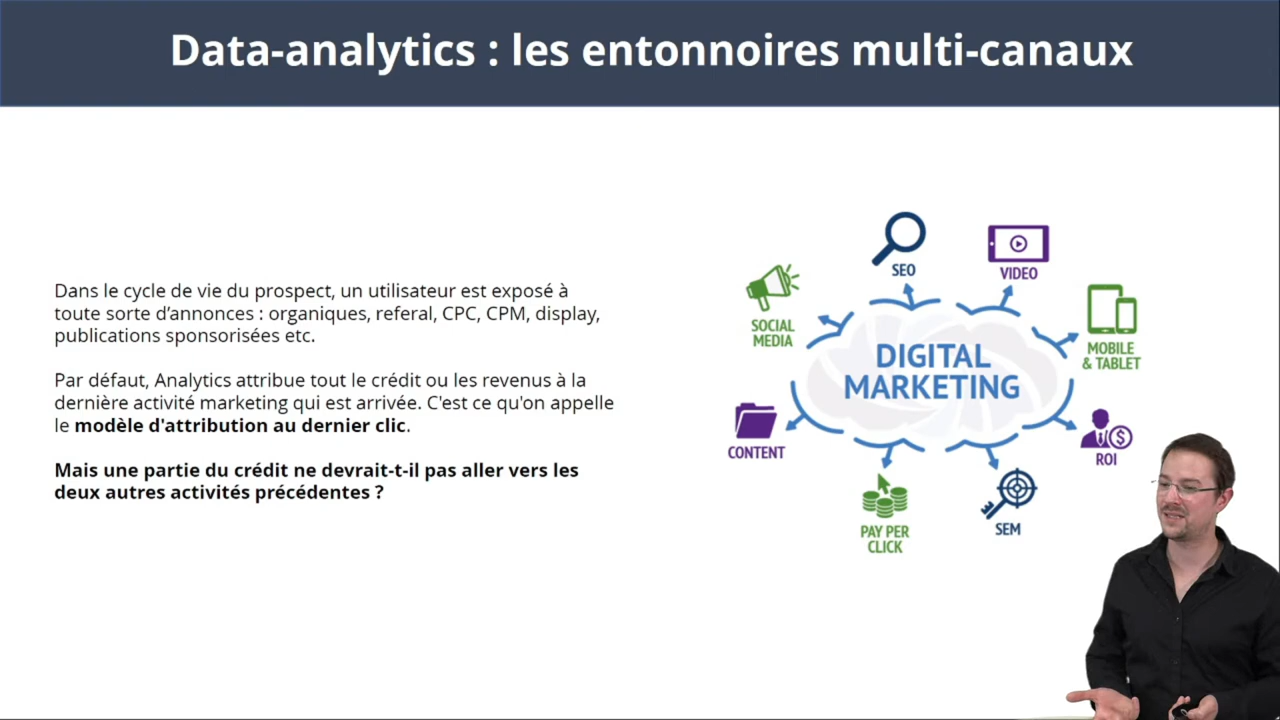 Data-analytics : les entonnoires multi-canaux
Dans le cycle de vie du prospect, un utilisateur est exposé à
toute sorte d’annonces : organiques, referal, CPC, CPM, display,
publications sponsorisées etc.
Par défaut, Analytics attribue tout le crédit ou les revenus à la
dernière activité marketing qui est arrivée. C'est ce qu'on appelle
le modèle d'attribution au dernier clic.
Mais une partie du crédit ne devrait-t-il pas aller vers les
deux autres activités précédentes ?
SEO
VIDEO
SOCIAL
MEDIA
MOBILE
& TABLET
DIGITAL
MARKETING
CONTENT
ROI
PAY PER
CLICK
SEM